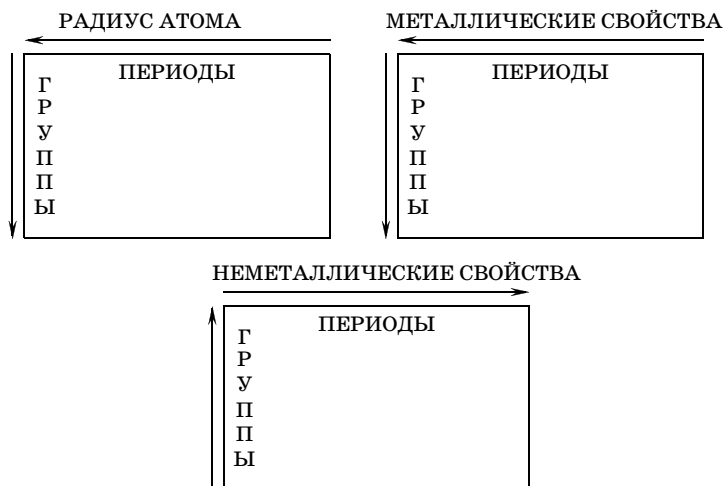 РАДИУС АТОМА
ПЕРИОДЫ
Г
Р
У
П
П
Ы
МЕТАЛЛИЧЕСКИЕ СВОЙСТВА
ПЕРИОДЫ
Г
Р
У
П
П
Ы
НЕМЕТАЛЛИЧЕСКИЕ СВОЙСТВА
ПЕРИОДЫ
Г
Р
У
П
П
Ы